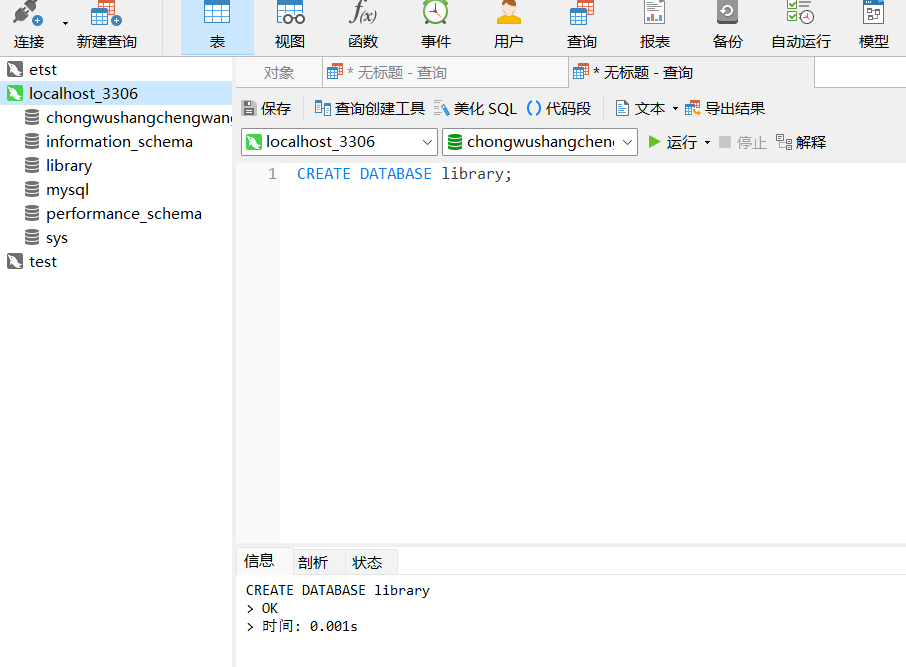 连接 新建查询 表 视图 函数 事件 用户 查询 报表 备份 自动运行 模型
etst
localhost_3306
chongwushangchengwang
information_schema
library
mysql
performance_schema
sys
test
对象 * 无标题 - 查询 * 无标题 - 查询
保存 查询创建工具 美化 SQL () 代码段 文本 导出结果
localhost_3306 chongwushangchen 运行 停止 解释
1 CREATE DATABASE library;
信息 剖析 状态
CREATE DATABASE library
> OK
> 时间: 0.001s